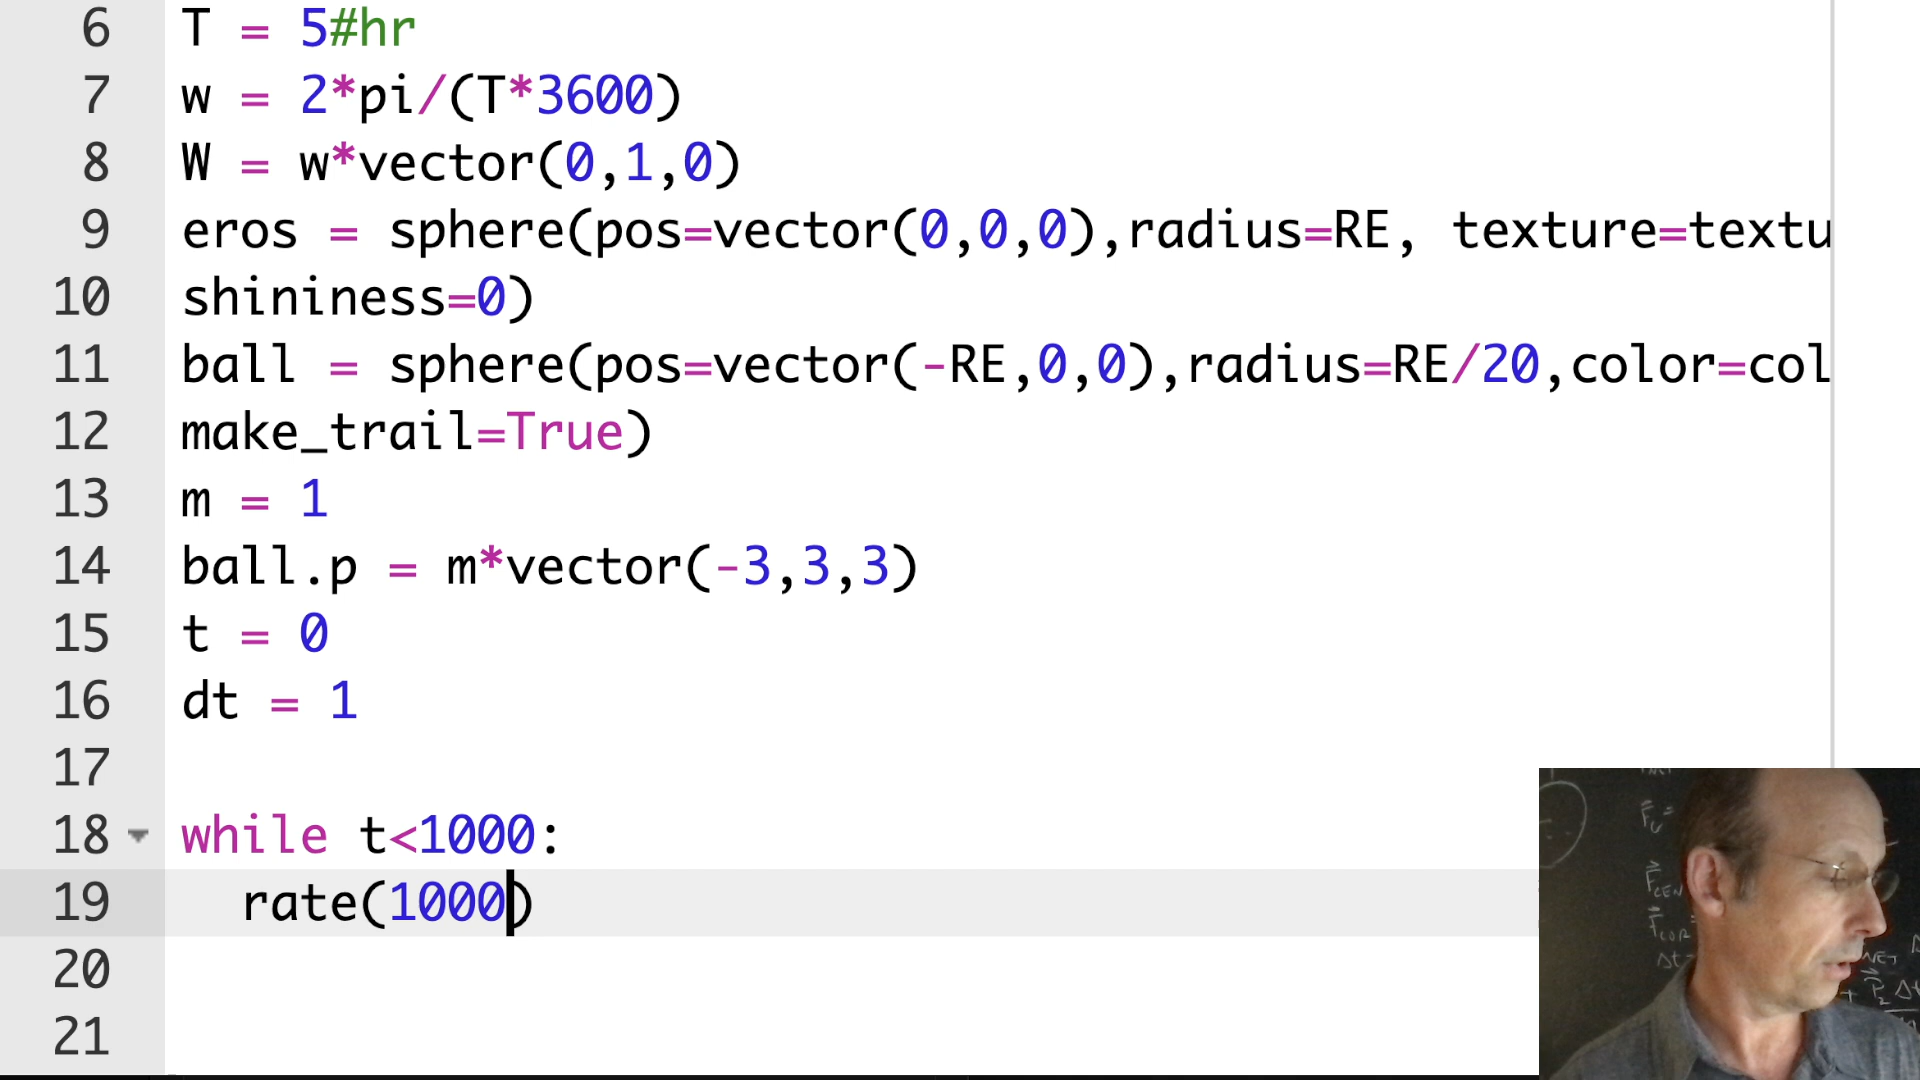 6 T = 5#hr
7 w = 2*pi/(T*3600)
8 W = w*vector(0,1,0)
9 eros = sphere(pos=vector(0,0,0),radius=RE, texture=textu
10 shininess=0)
11 ball = sphere(pos=vector(-RE,0,0),radius=RE/20,color=col
12 make_trail=True)
13 m = 1
14 ball.p = m*vector(-3,3,3)
15 t = 0
16 dt = 1
17
18 while t<1000:
19 rate(1000)
20
21